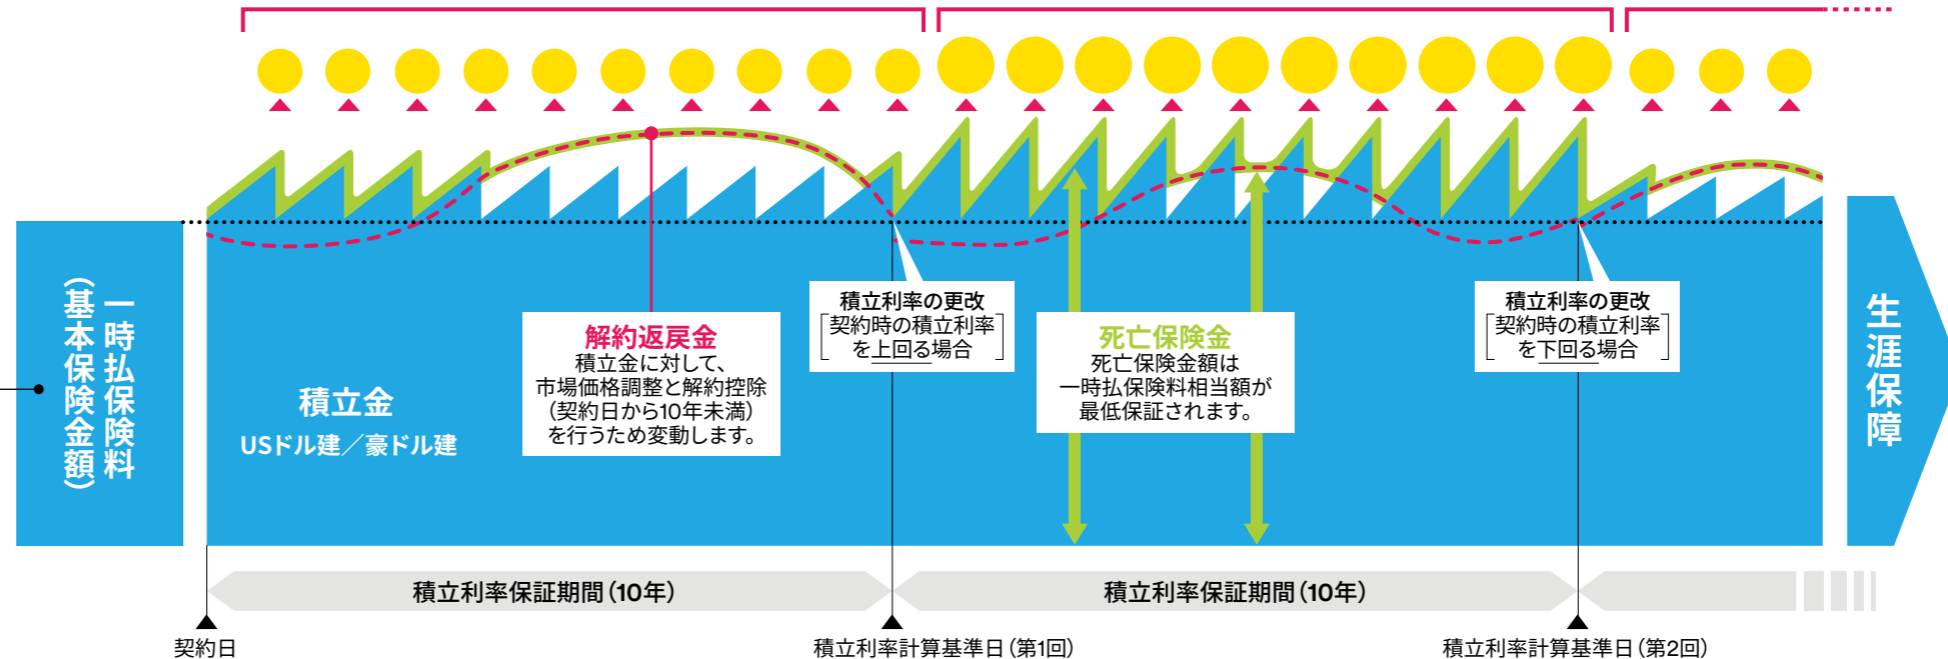 一時払保険料
（基本保険金額）
積立金
USドル建／豪ドル建
解約返戻金
積立金に対して、
市場価格調整と解約控除
（契約日から10年未満）
を行うため変動します。
積立利率の更改
［契約時の積立利率
を上回る場合］
死亡保険金
死亡保険金額は
一時払保険料相当額が
最低保証されます。
積立利率の更改
［契約時の積立利率
を下回る場合］
生涯保障
積立利率保証期間（10年）
積立利率保証期間（10年）
契約日
積立利率計算基準日（第1回）
積立利率計算基準日（第2回）